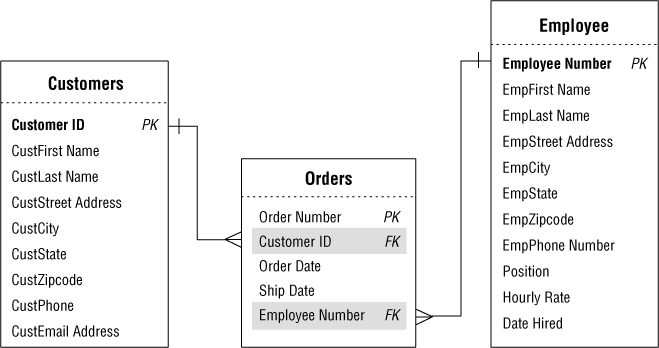 Customers
Customer ID PK
CustFirst Name
CustLast Name
CustStreet Address
CustCity
CustState
CustZipcode
CustPhone
CustEmail Address
Orders
Order Number PK
Customer ID FK
Order Date
Ship Date
Employee Number FK
Employee
Employee Number PK
EmpFirst Name
EmpLast Name
EmpStreet Address
EmpCity
EmpState
EmpZipcode
EmpPhone Number
Position
Hourly Rate
Date Hired